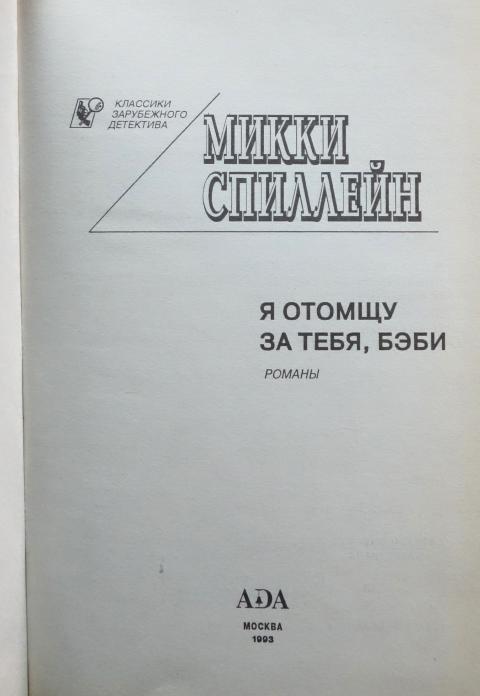 КЛАССИКИ
ЗАРУБЕЖНОГО
ДЕТЕКТИВА
МИККИ
СПИЛЛЕЙН
Я ОТОМЩУ
ЗА ТЕБЯ, БЭБИ
РОМАНЫ
АДА
МОСКВА
1993